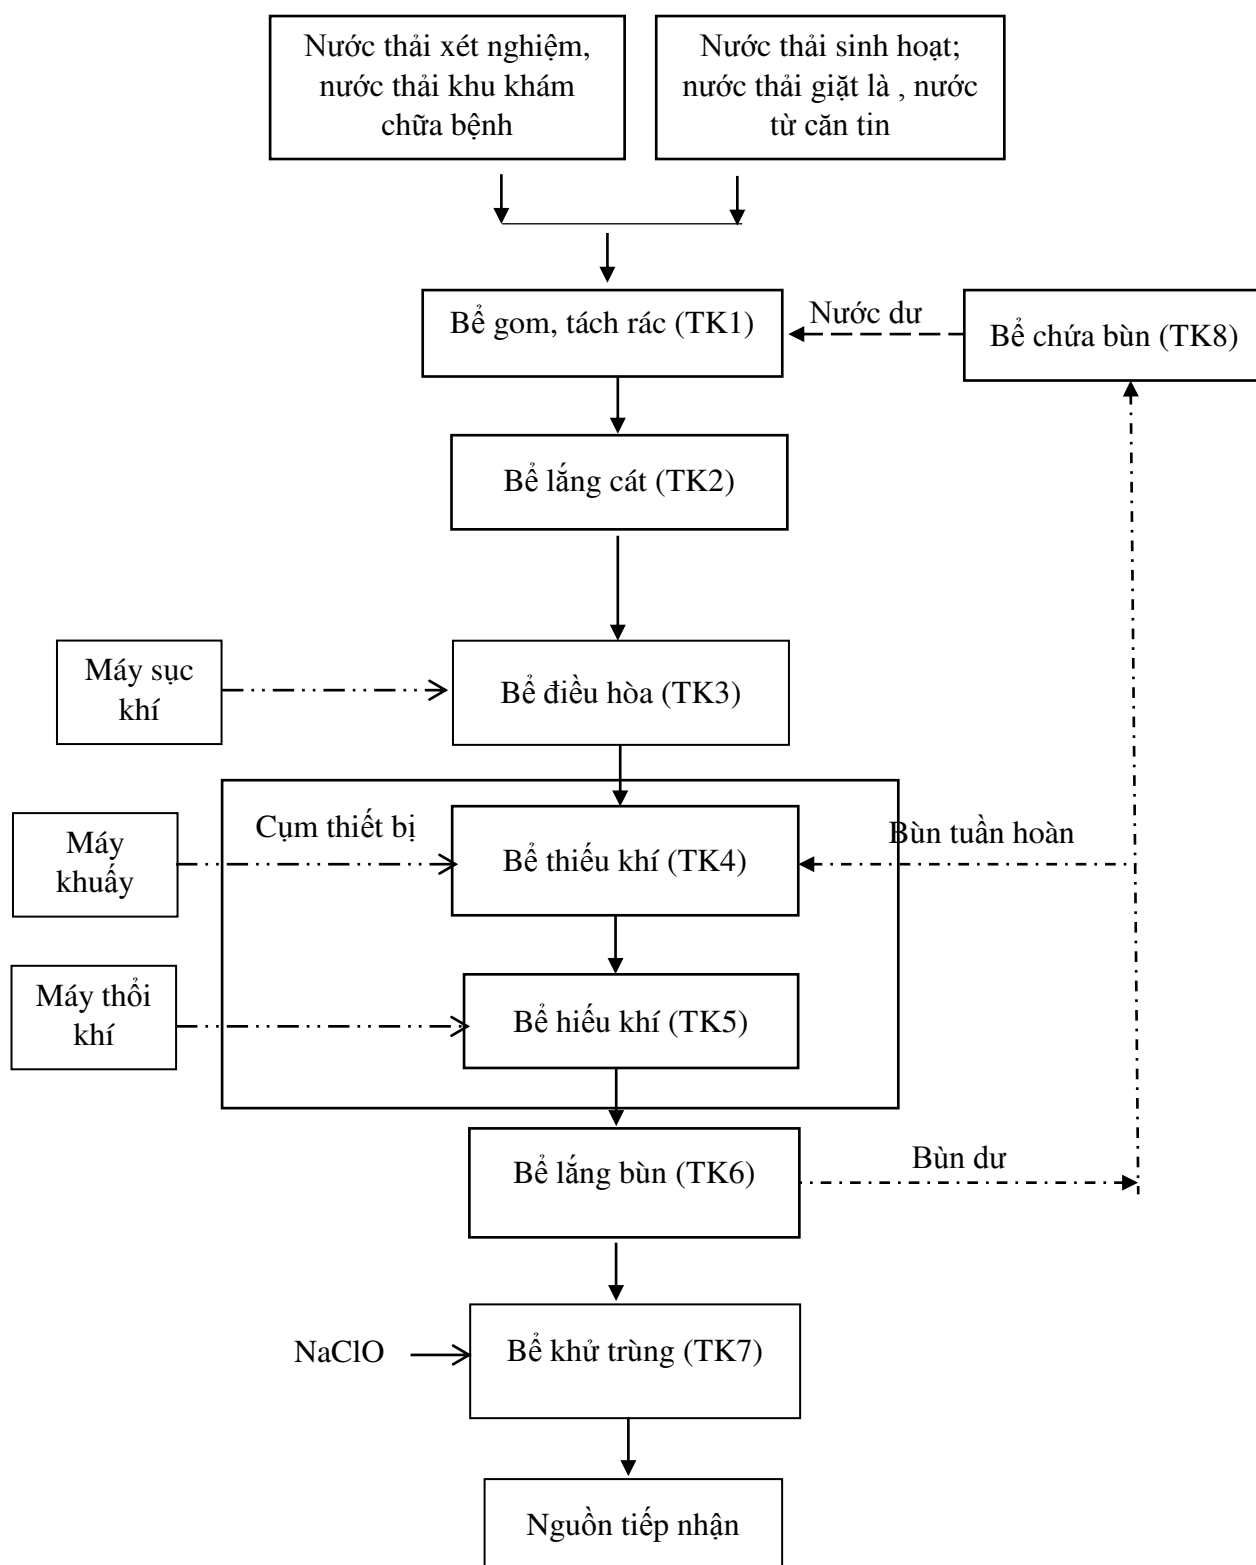 Nước thải xét nghiệm,
nước thải khu khám
chữa bệnh
Nước thải sinh hoạt;
nước thải giặt là , nước
từ căn tin
Bể gom, tách rác (TK1)
Nước dư
Bể chứa bùn (TK8)
Bể lắng cát (TK2)
Máy sục
khí
Bể điều hòa (TK3)
Máy
khuấy
Cụm thiết bị
Bể thiếu khí (TK4)
Bùn tuần hoàn
Máy thổi
khí
Bể hiếu khí (TK5)
Bể lắng bùn (TK6)
Bùn dư
NaClO
Bể khử trùng (TK7)
Nguồn tiếp nhận